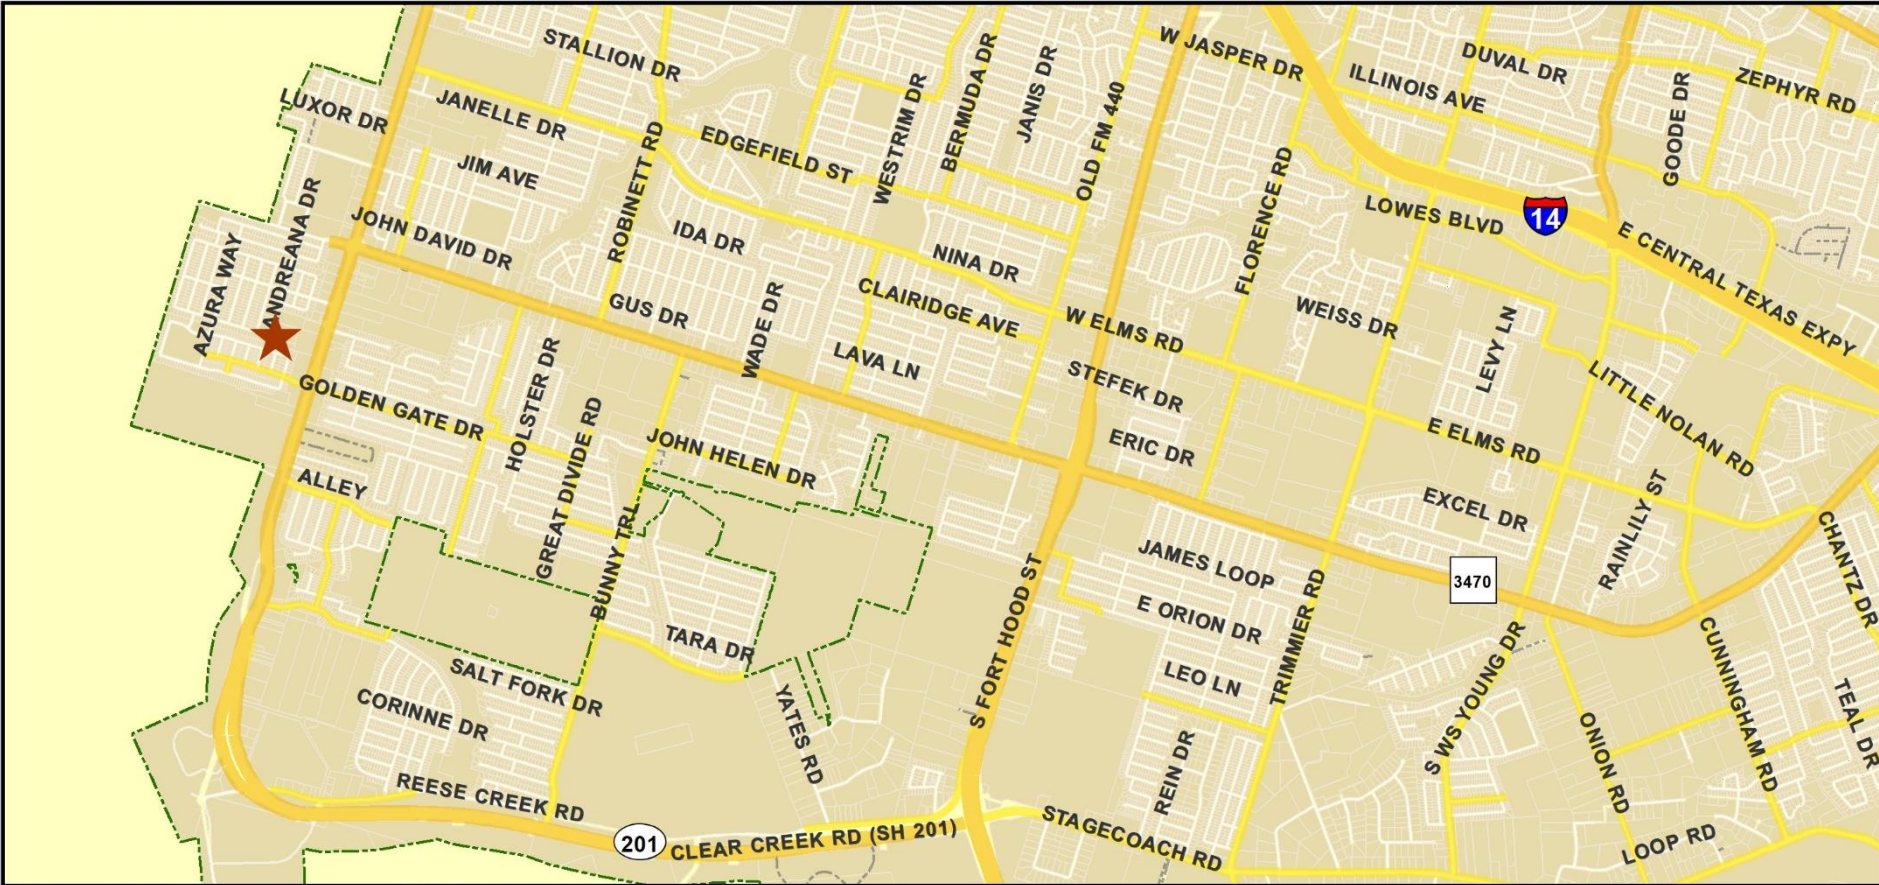 STALLION DR
W JASPER DR
DUVAL DR
ILLINOIS AVE
ZEPHYR RD
LUXOR DR
JANELLE DR
EDGEFIELD ST
WESTRIM DR
BERMUDA DR
JANIS DR
OLD FM 440
GOODE DR
JIM AVE
ROBINETT RD
FLORENCE RD
LOWES BLVD
14
E CENTRAL TEXAS EXPY
ANDREANA DR
AZURA WAY
JOHN DAVID DR
IDA DR
NINA DR
CLAIRIDGE AVE
W ELMS RD
WEISS DR
LEVY LN
GUS DR
WADE DR
LAVA LN
STEFEK DR
LITTLE NOLAN RD
GOLDEN GATE DR
HOLSTER DR
GREAT DIVIDE RD
JOHN HELEN DR
ERIC DR
E ELMS RD
ALLEY
EXCEL DR
RAINLILY ST
CHANTZ DR
BUNNY TRL
JAMES LOOP
3470
E ORION DR
TARA DR
S FORT HOOD ST
TRIMMIER RD
LEO LN
SALT FORK DR
CORINNE DR
YATES RD
S WS YOUNG DR
ONION RD
CUNNINGHAM RD
TEAL DR
REIN DR
REESE CREEK RD
201
CLEAR CREEK RD (SH 201)
STAGECOACH RD
LOOP RD